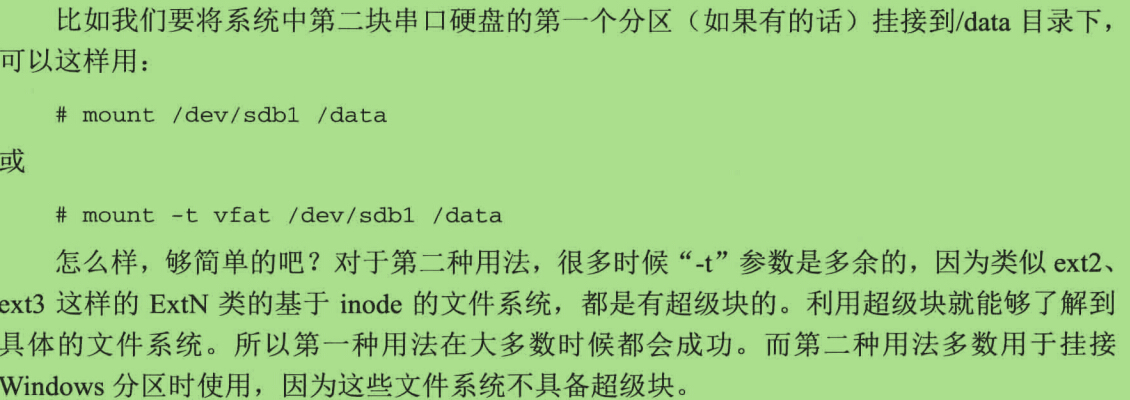 比如我们要将系统中第二块串口硬盘的第一个分区（如果有的话）挂接到/data 目录下，
可以这样用：
# mount /dev/sdb1 /data
或
# mount -t vfat /dev/sdb1 /data
怎么样，够简单的吧？对于第二种用法，很多时候“-t”参数是多余的，因为类似 ext2、
ext3 这样的 ExtN 类的基于 inode 的文件系统，都是有超级块的。利用超级块就能够了解到
具体的文件系统。所以第一种用法在大多数时候都会成功。而第二种用法多数用于挂接
Windows 分区时使用，因为这些文件系统不具备超级块。